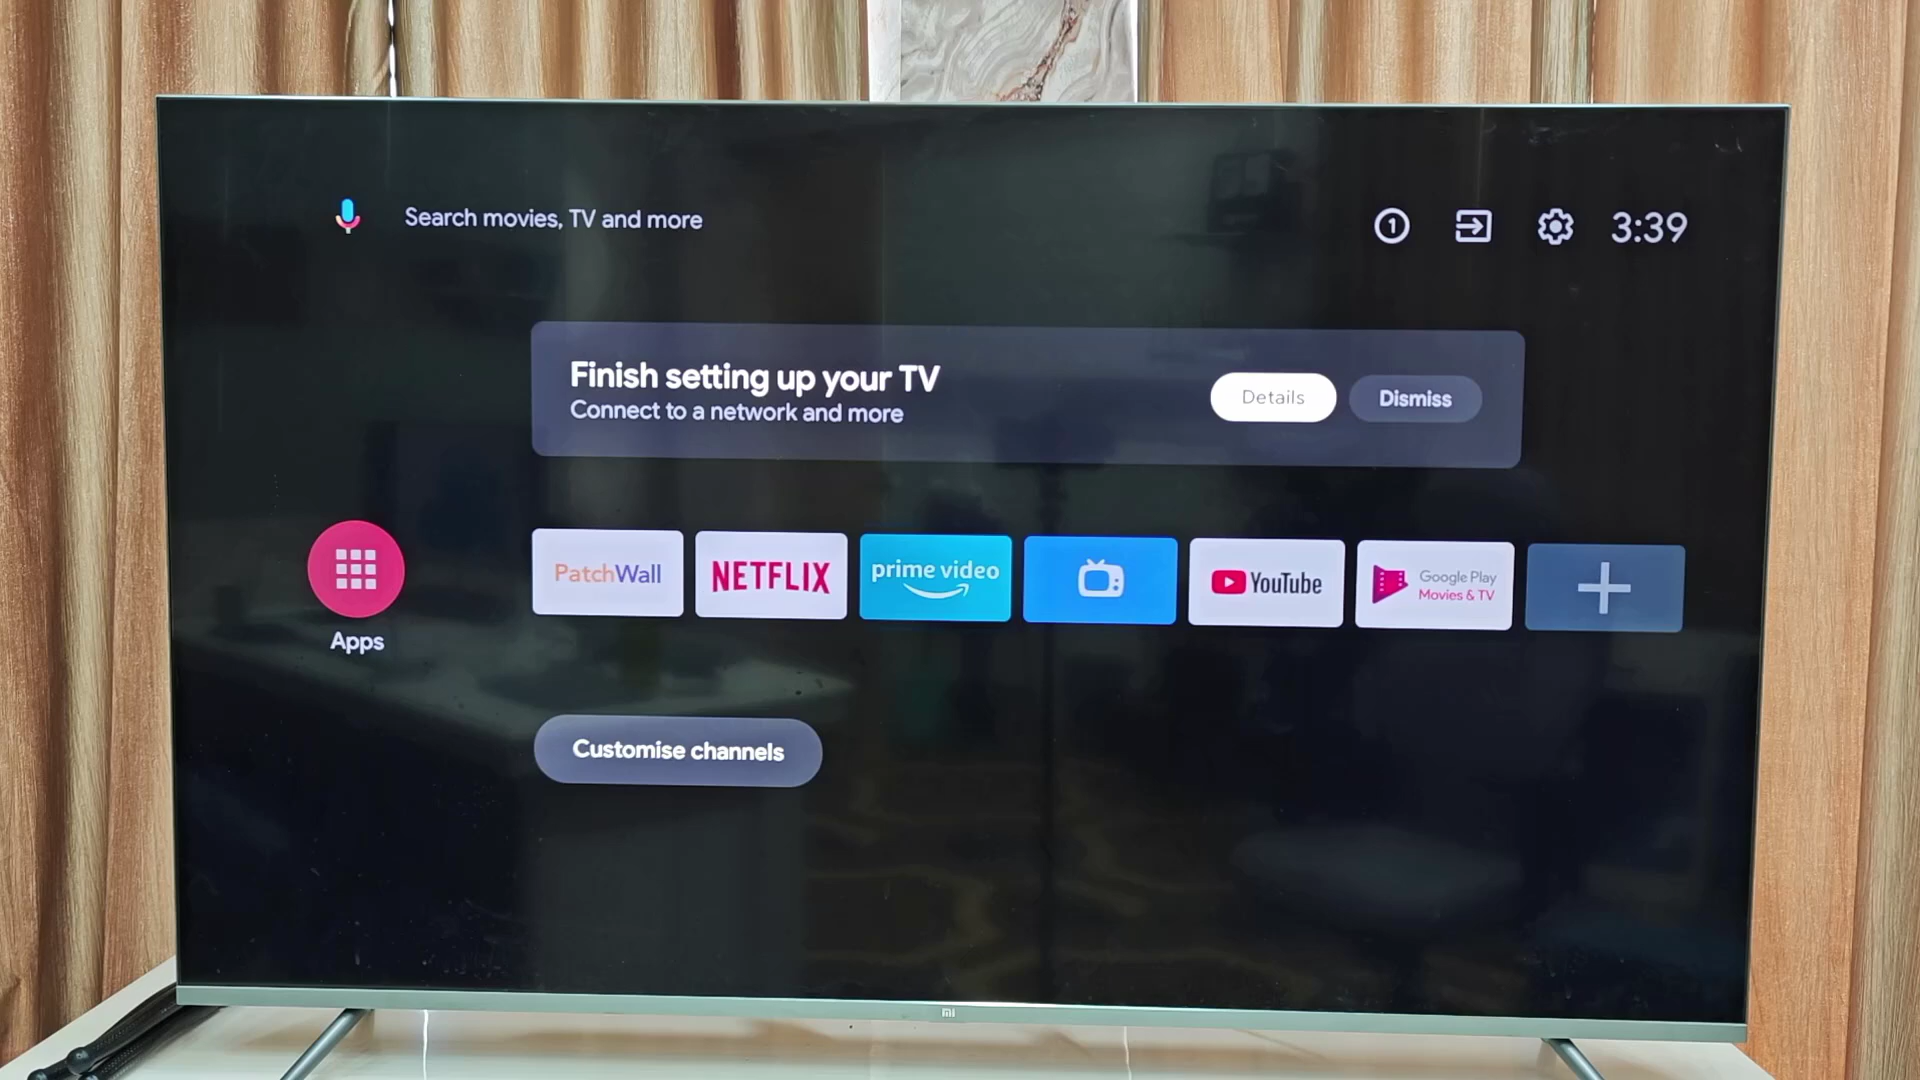 Search movies, TV and more
1
3:39
Finish setting up your TV
Connect to a network and more
Details
Dismiss
PatchWall
NETFLIX
prime video
YouTube
Google Play
Movies & TV
Apps
Customise channels
mi